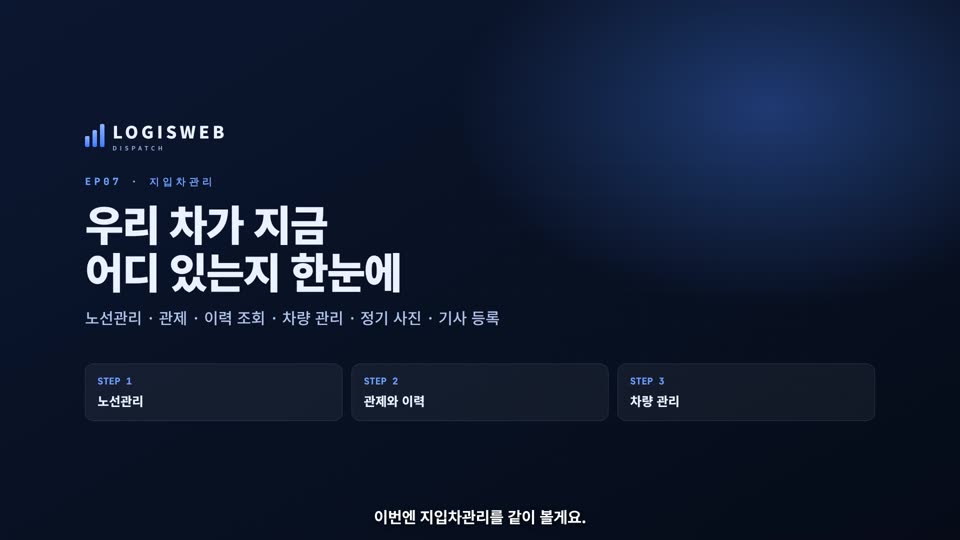 LOGISWEB
DISPATCH
EP07 · 지입차관리
우리 차가 지금
어디 있는지 한눈에
노선관리 · 관제 · 이력 조회 · 차량 관리 · 정기 사진 · 기사 등록
STEP 1
노선관리
STEP 2
관제와 이력
STEP 3
차량 관리
이번엔 지입차관리를 같이 볼게요.